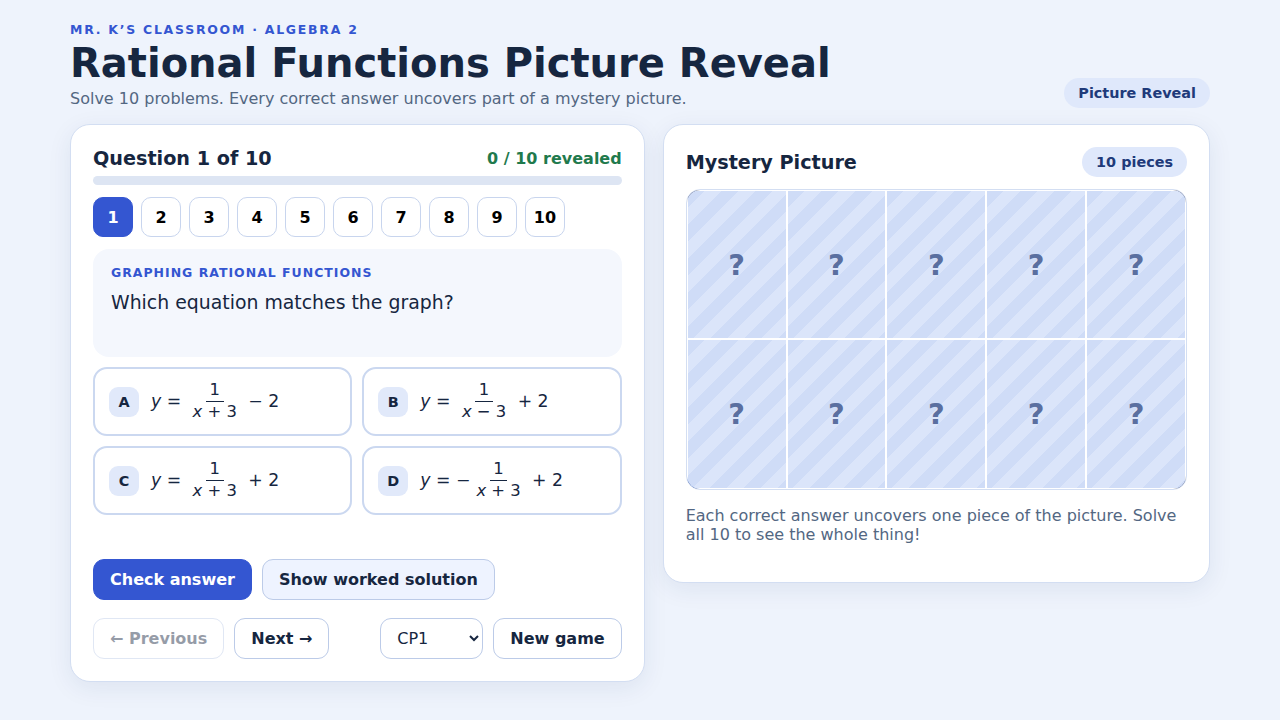 MR. K’S CLASSROOM · ALGEBRA 2
Rational Functions Picture Reveal
Solve 10 problems. Every correct answer uncovers part of a mystery picture.
Picture Reveal
Question 1 of 10
0 / 10 revealed
1 2 3 4 5 6 7 8 9 10
GRAPHING RATIONAL FUNCTIONS
Which equation matches the graph?
A y = 1/(x + 3) − 2
B y = 1/(x − 3) + 2
C y = 1/(x + 3) + 2
D y = − 1/(x + 3) + 2
Check answer
Show worked solution
← Previous
Next →
CP1
New game
Mystery Picture
10 pieces
? ? ? ? ?
? ? ? ? ?
Each correct answer uncovers one piece of the picture. Solve
all 10 to see the whole thing!